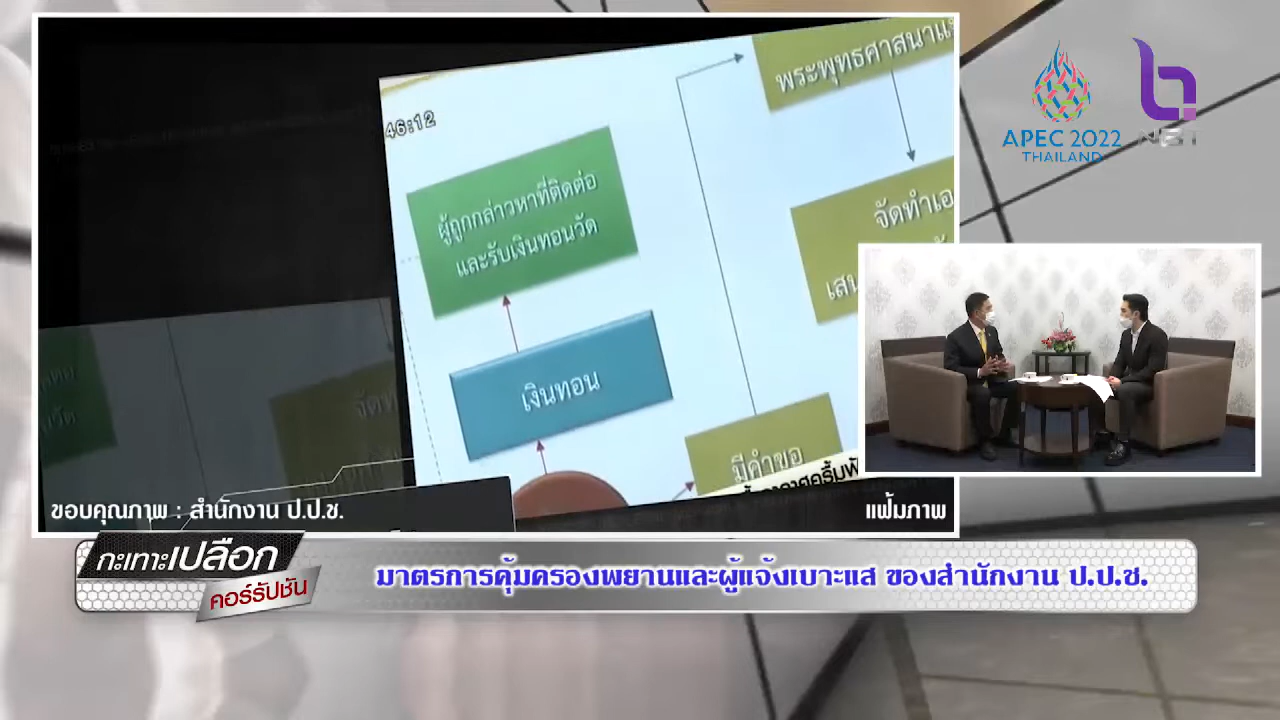 46:12
พระพุทธศาสนาแ
ผู้ถูกกล่าวหาที่ติดต่อ
และรับเงินทอนวัด
จัดทำเอ
เสน
เงินทอน
มีคำขอ
APEC 2022
THAILAND
NBT
ขอบคุณภาพ : สำนักงาน ป.ป.ช.
แฟ้มภาพ
กะเทาะเปลือก
คอร์รัปชัน
มาตรการคุ้มครองพยานและผู้แจ้งเบาะแส ของสำนักงาน ป.ป.ช.